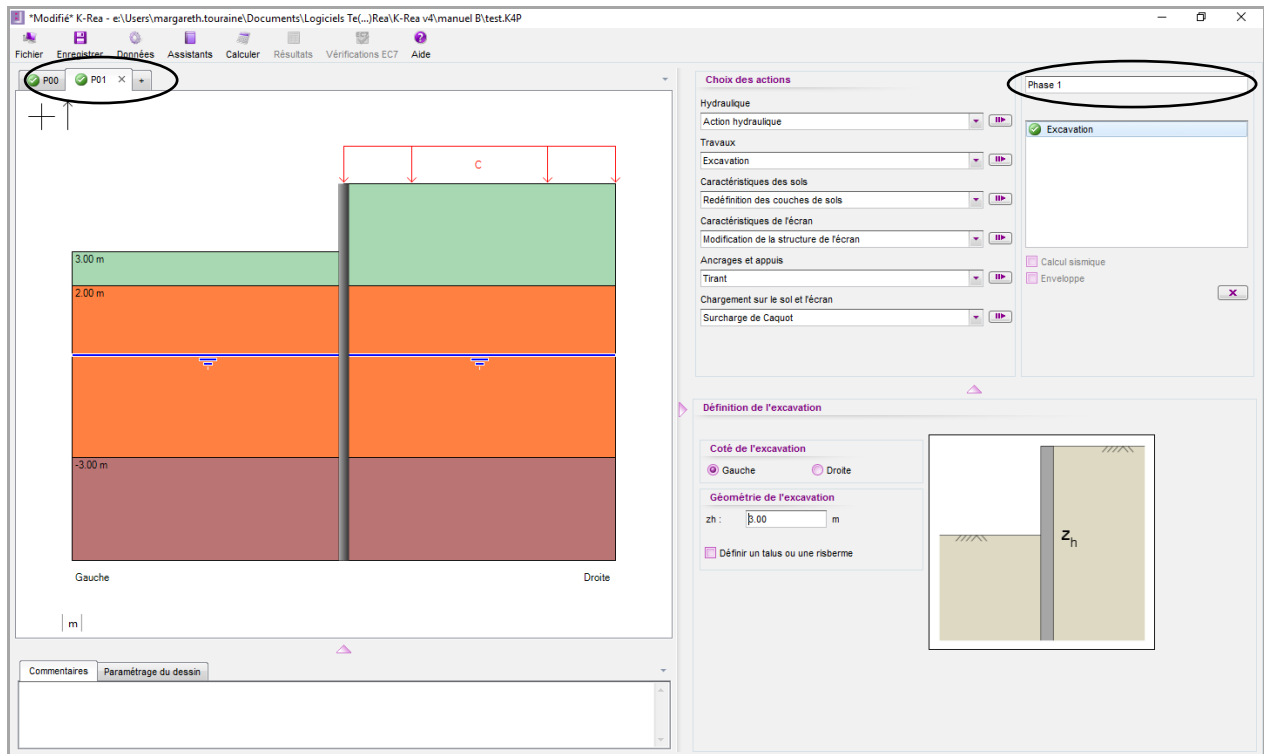 *Modifié* K-Rea - e:\Users\margareth.touraine\Documents\Logiciels Te(...)Rea\K-Rea v4\manuel B\test.K4P
Fichier Enregistrer Données Assistants Calculer Résultats Vérifications EC7 Aide
P00 P01 × +
C
3.00 m
2.00 m
-3.00 m
Gauche Droite
m
Commentaires Paramétrage du dessin
Choix des actions
Hydraulique
Action hydraulique
Travaux
Excavation
Caractéristiques des sols
Redéfinition des couches de sols
Caractéristiques de l'écran
Modification de la structure de l'écran
Ancrages et appuis
Tirant
Chargement sur le sol et l'écran
Surcharge de Caquot
Phase 1
Excavation
Calcul sismique
Enveloppe
Définition de l'excavation
Coté de l'excavation
Gauche Droite
Géométrie de l'excavation
zh : 3.00 m
Définir un talus ou une risberme
zh